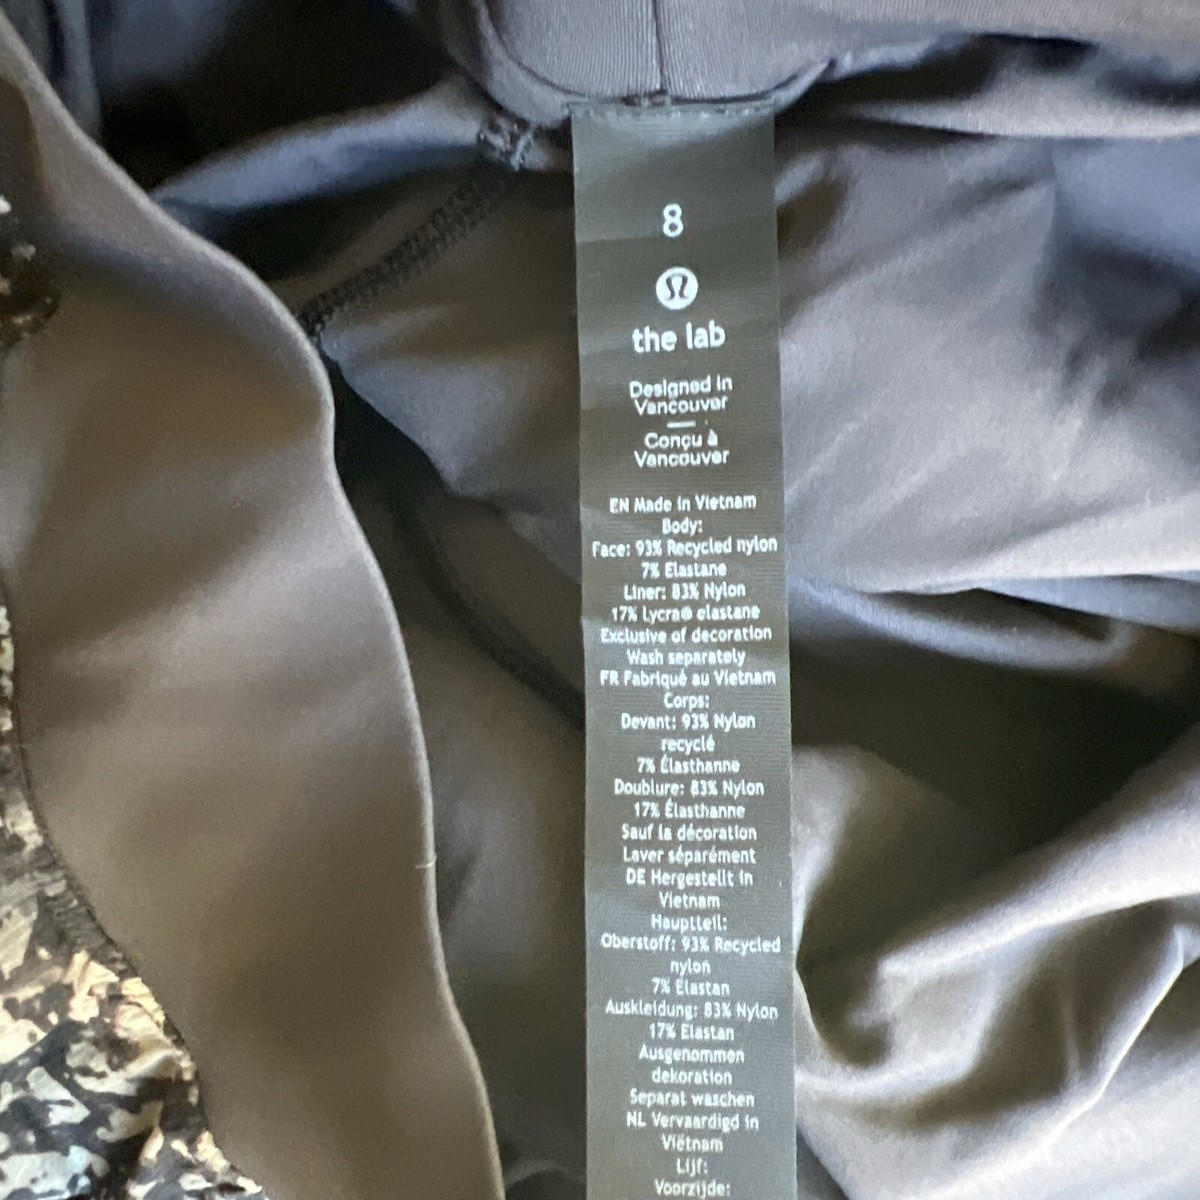 8
the lab
Designed in
Vancouver
Conçu à
Vancouver
EN Made in Vietnam
Body:
Face: 93% Recycled nylon
7% Elastane
Liner: 83% Nylon
17% Lycra® elastane
Exclusive of decoration
Wash separately
FR Fabriqué au Vietnam
Corps:
Devant: 93% Nylon
recyclé
7% Élasthanne
Doublure: 83% Nylon
17% Élasthanne
Sauf la décoration
Laver séparément
DE Hergestellt in
Vietnam
Hauptteil:
Oberstoff: 93% Recycled
nylon
7% Elastan
Auskleidung: 83% Nylon
17% Elastan
Ausgenommen
dekoration
Separat waschen
NL Vervaardigd in
Viëtnam
Lijf:
Voorzijde: